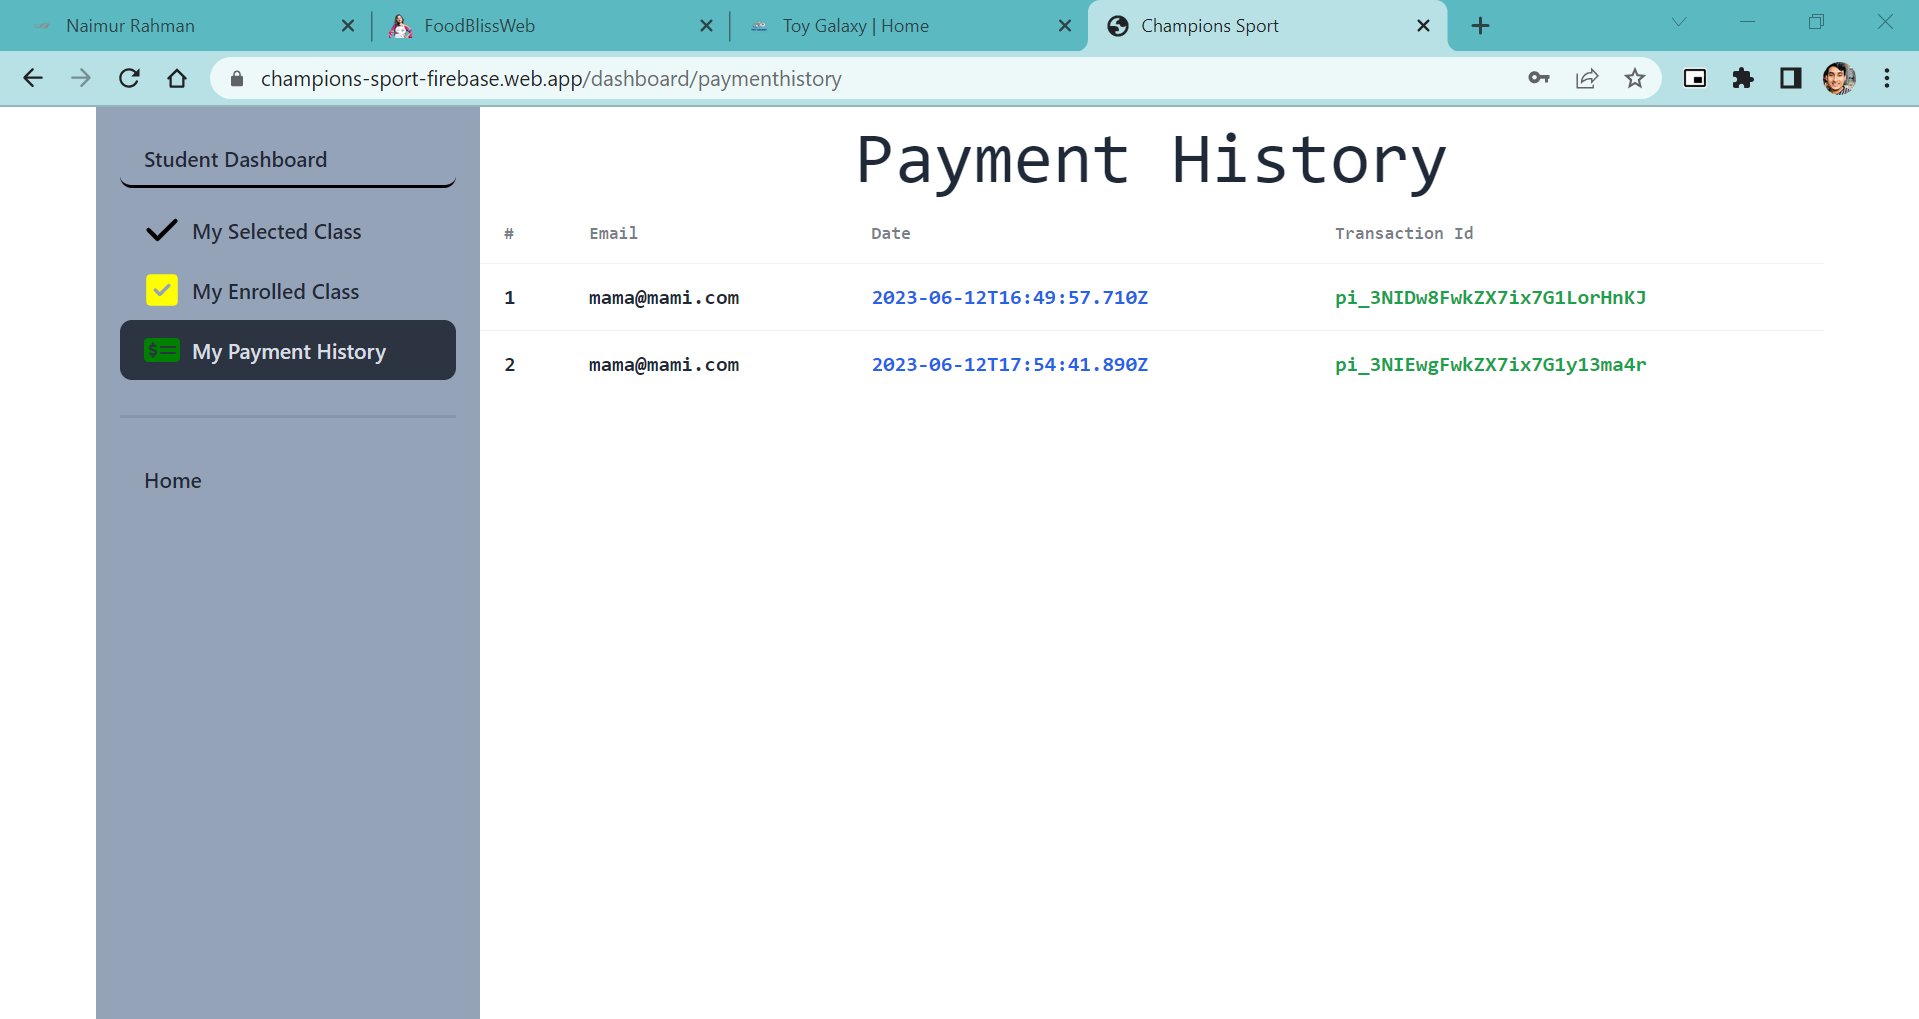 Naimur Rahman
FoodBlissWeb
Toy Galaxy | Home
Champions Sport
champions-sport-firebase.web.app/dashboard/paymenthistory
Student Dashboard
My Selected Class
My Enrolled Class
My Payment History
Home
Payment History
# Email Date Transaction Id
1 mama@mami.com 2023-06-12T16:49:57.710Z pi_3NIDw8FwkZX7ix7G1LorHnKJ
2 mama@mami.com 2023-06-12T17:54:41.890Z pi_3NIEwgFwkZX7ix7G1y13ma4r